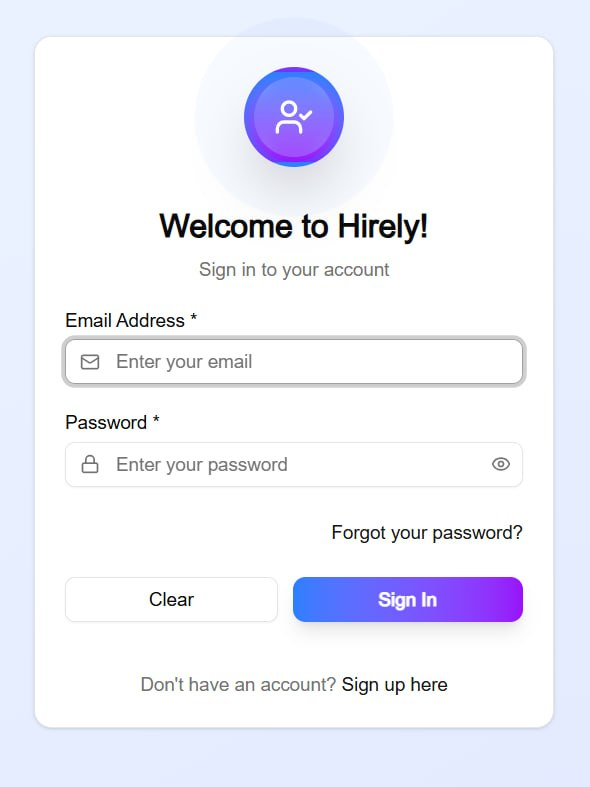 Welcome to Hirely!
Sign in to your account
Email Address *
Enter your email
Password *
Enter your password
Forgot your password?
Clear
Sign In
Don't have an account? Sign up here